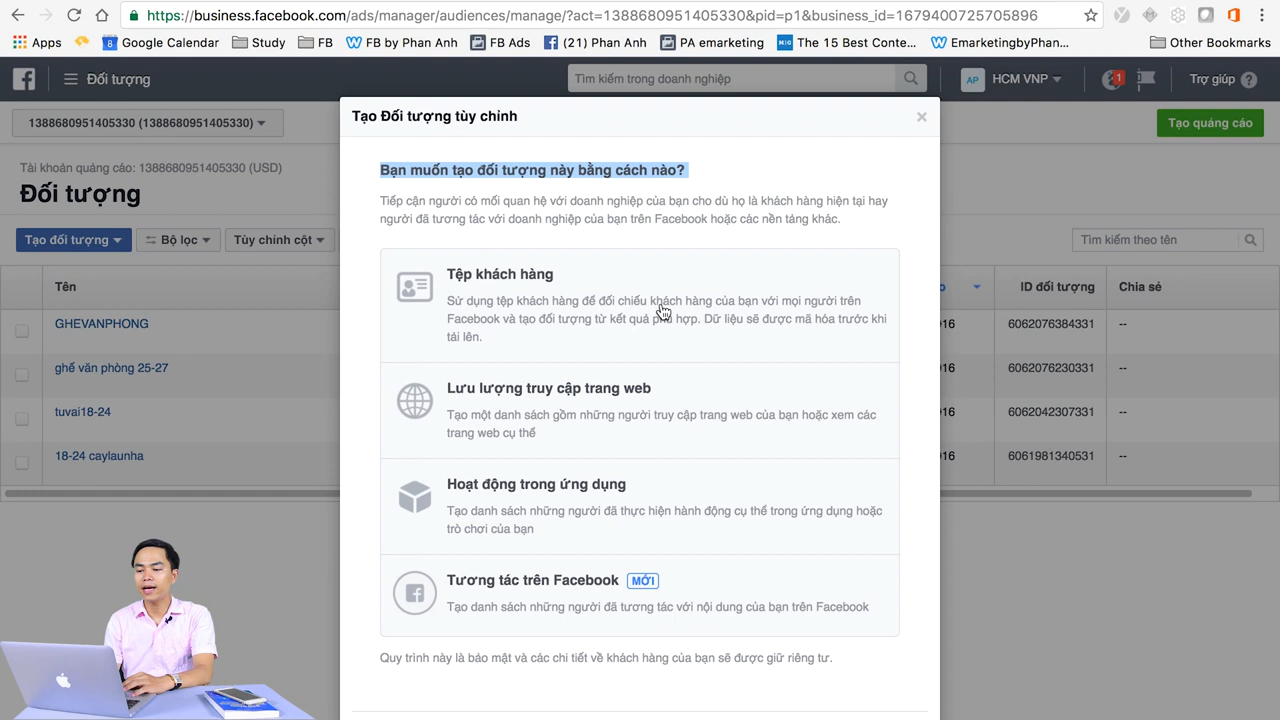 https://business.facebook.com/ads/manager/audiences/manage/?act=1388680951405330&pid=p1&business_id=1679400725705896
Apps
8 Google Calendar
Study
FB
FB by Phan Anh
FB Ads
(21) Phan Anh
PA emarketing
The 15 Best Conte...
EmarketingbyPhan...
Other Bookmarks
Đối tượng
Tìm kiếm trong doanh nghiệp
AP HCM VNP
1
Trợ giúp ?
1388680951405330 (1388680951405330)
Tạo quảng cáo
Tài khoản quảng cáo: 1388680951405330 (USD)
Đối tượng
Tạo đối tượng
Bộ lọc
Tùy chỉnh cột
Tìm kiếm theo tên
Tên
ID đối tượng
Chia sẻ
GHEVANPHONG
6062076384331
--
ghế văn phòng 25-27
6062076230331
--
tuvai18-24
6062042307331
--
18-24 caylaunha
6061981340531
--
Tạo Đối tượng tùy chỉnh
×
Bạn muốn tạo đối tượng này bằng cách nào?
Tiếp cận người có mối quan hệ với doanh nghiệp của bạn cho dù họ là khách hàng hiện tại hay
người đã tương tác với doanh nghiệp của bạn trên Facebook hoặc các nền tảng khác.
Tệp khách hàng
Sử dụng tệp khách hàng để đối chiếu khách hàng của bạn với mọi người trên
Facebook và tạo đối tượng từ kết quả phù hợp. Dữ liệu sẽ được mã hóa trước khi
tải lên.
Lưu lượng truy cập trang web
Tạo một danh sách gồm những người truy cập trang web của bạn hoặc xem các
trang web cụ thể
Hoạt động trong ứng dụng
Tạo danh sách những người đã thực hiện hành động cụ thể trong ứng dụng hoặc
trò chơi của bạn
Tương tác trên Facebook MỚI
Tạo danh sách những người đã tương tác với nội dung của bạn trên Facebook
Quy trình này là bảo mật và các chi tiết về khách hàng của bạn sẽ được giữ riêng tư.